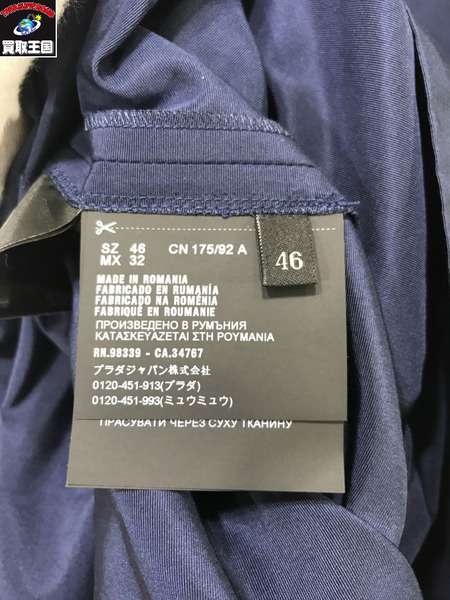 買取王国
SZ 46 CN 175/92 A
MX 32
46
MADE IN ROMANIA
FABRICADO EN RUMANÍA
FABRICADO NA ROMÉNIA
FABRIQUÉ EN ROUMANIE
ПРОИЗВЕДЕНО В РУМЪНИЯ
ΚΑΤΑΣΚΕΥΑΖΕΤΑΙ ΣΤΗ ΡΟΥΜΑΝΙΑ
RN.98339 - CA.34767
プラダジャパン株式会社
0120-451-913(プラダ)
0120-451-993(ミュウミュウ)
ПРАСУВАТИ ЧЕРЕЗ СУХУ ТКАНИНУ